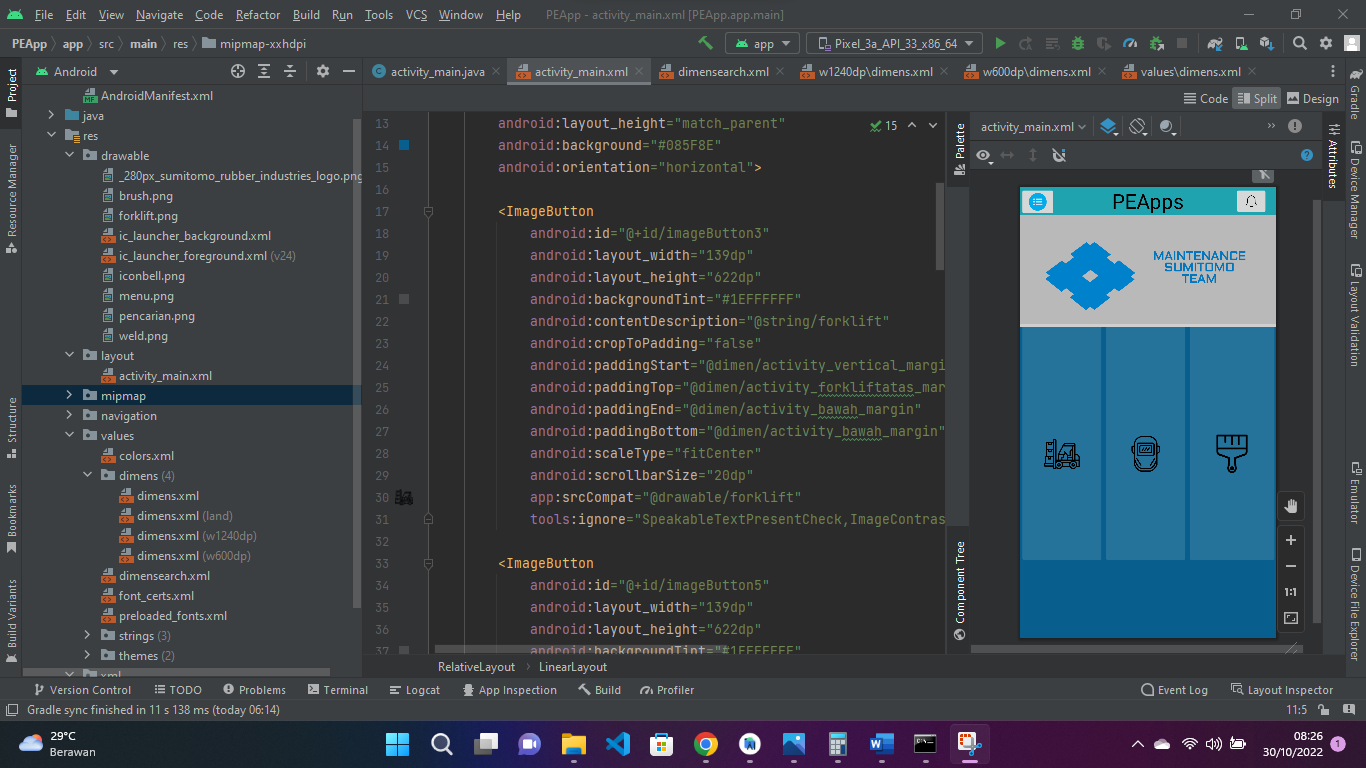 File Edit View Navigate Code Refactor Build Run Tools VCS Window Help PEApp - activity_main.xml [PEApp.app.main]
PEApp app src main res mipmap-xxhdpi app Pixel_3a_API_33_x86_64
Android activity_main.java activity_main.xml dimensearch.xml w1240dp\dimens.xml w600dp\dimens.xml values\dimens.xml
Code Split Design
Project
Resource Manager
Structure
Bookmarks
Build Variants
AndroidManifest.xml
java
res
drawable
_280px_sumitomo_rubber_industries_logo.png
brush.png
forklift.png
ic_launcher_background.xml
ic_launcher_foreground.xml (v24)
iconbell.png
menu.png
pencarian.png
weld.png
layout
activity_main.xml
mipmap
navigation
values
colors.xml
dimens (4)
dimens.xml
dimens.xml (land)
dimens.xml (w1240dp)
dimens.xml (w600dp)
dimensearch.xml
font_certs.xml
preloaded_fonts.xml
strings (3)
themes (2)
xml
15
13 android:layout_height="match_parent"
14 android:background="#085F8E"
15 android:orientation="horizontal">
16
17 <ImageButton
18 android:id="@+id/imageButton3"
19 android:layout_width="139dp"
20 android:layout_height="622dp"
21 android:backgroundTint="#1EFFFFFF"
22 android:contentDescription="@string/forklift"
23 android:cropToPadding="false"
24 android:paddingStart="@dimen/activity_vertical_margi
25 android:paddingTop="@dimen/activity_forkliftatas_mar
26 android:paddingEnd="@dimen/activity_bawah_margin"
27 android:paddingBottom="@dimen/activity_bawah_margin"
28 android:scaleType="fitCenter"
29 android:scrollbarSize="20dp"
30 app:srcCompat="@drawable/forklift"
31 tools:ignore="SpeakableTextPresentCheck,ImageContras
32
33 <ImageButton
34 android:id="@+id/imageButton5"
35 android:layout_width="139dp"
36 android:layout_height="622dp"
37 android:backgroundTint="#1EFFFFFF"
RelativeLayout LinearLayout
Palette
Component Tree
activity_main.xml
PEApps
MAINTENANCE
SUMITOMO
TEAM
1:1
Attributes
Gradle
Device Manager
Layout Validation
Emulator
Device File Explorer
Version Control TODO Problems Terminal Logcat App Inspection Build Profiler Event Log Layout Inspector
Gradle sync finished in 11 s 138 ms (today 06:14) 11:5
29°C
Berawan
08:26
30/10/2022
1